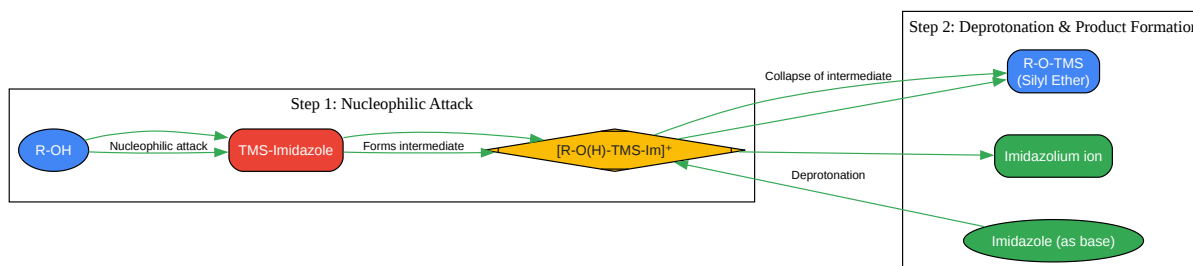 Step 2: Deprotonation & Product Formation
R-O-TMS
(Silyl Ether)
Collapse of intermediate
Step 1: Nucleophilic Attack
R-OH
Nucleophilic attack
TMS-Imidazole
Forms intermediate
[R-O(H)-TMS-Im]⁺
Imidazolium ion
Deprotonation
Imidazole (as base)